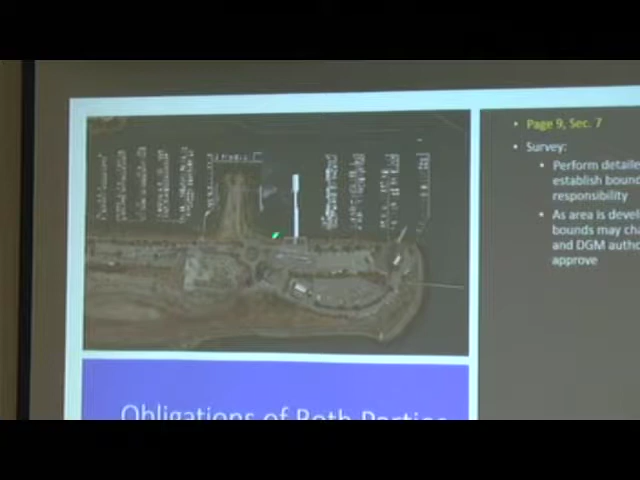 • Page 9, Sec. 7
• Survey:
• Perform detaile
establish bound
responsibility
• As area is devel
bounds may cha
and DGM autho
approve
Obligations of Both Parties